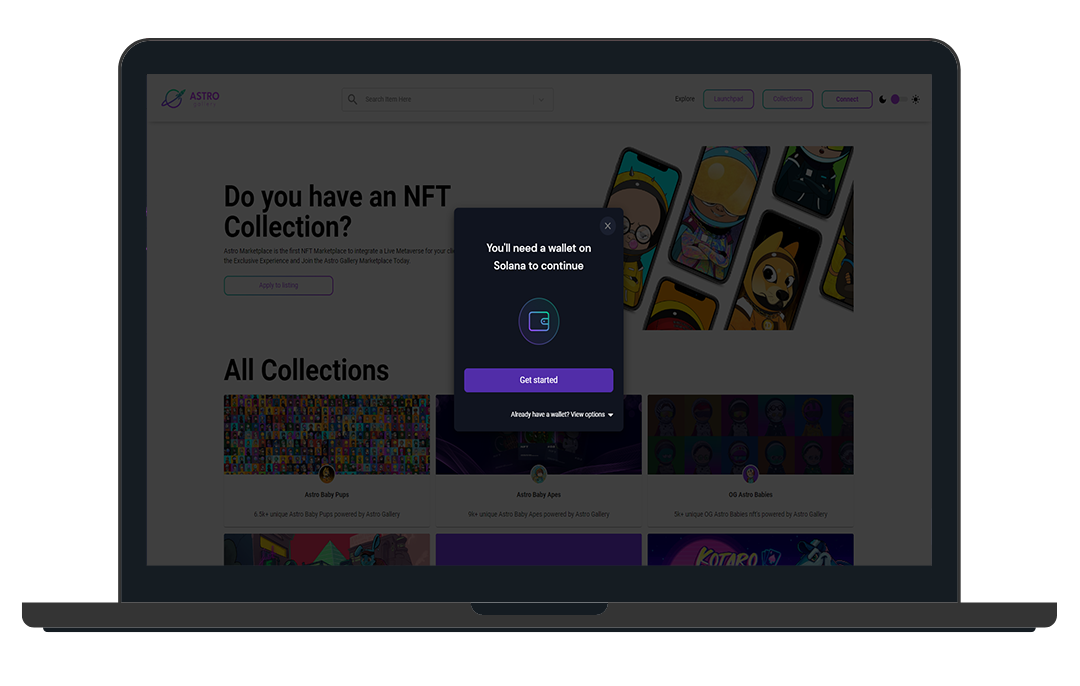 ASTRO
Search Item Here
Explore
Launchpad
Collections
Connect
Do you have an NFT
Collection?
Astro Marketplace is the first NFT Marketplace to integrate a Live Metaverse for your
the Exclusive Experience and Join the Astro Gallery Marketplace Today.
Apply to listing
You'll need a wallet on
Solana to continue
Get started
Already have a wallet? View options
All Collections
Astro Baby Pups
6.5k+ unique Astro Baby Pups powered by Astro Gallery
Astro Baby Apes
9k+ unique Astro Baby Apes powered by Astro Gallery
OG Astro Babies
5k+ unique OG Astro Babies nft's powered by Astro Gallery
KOTARO